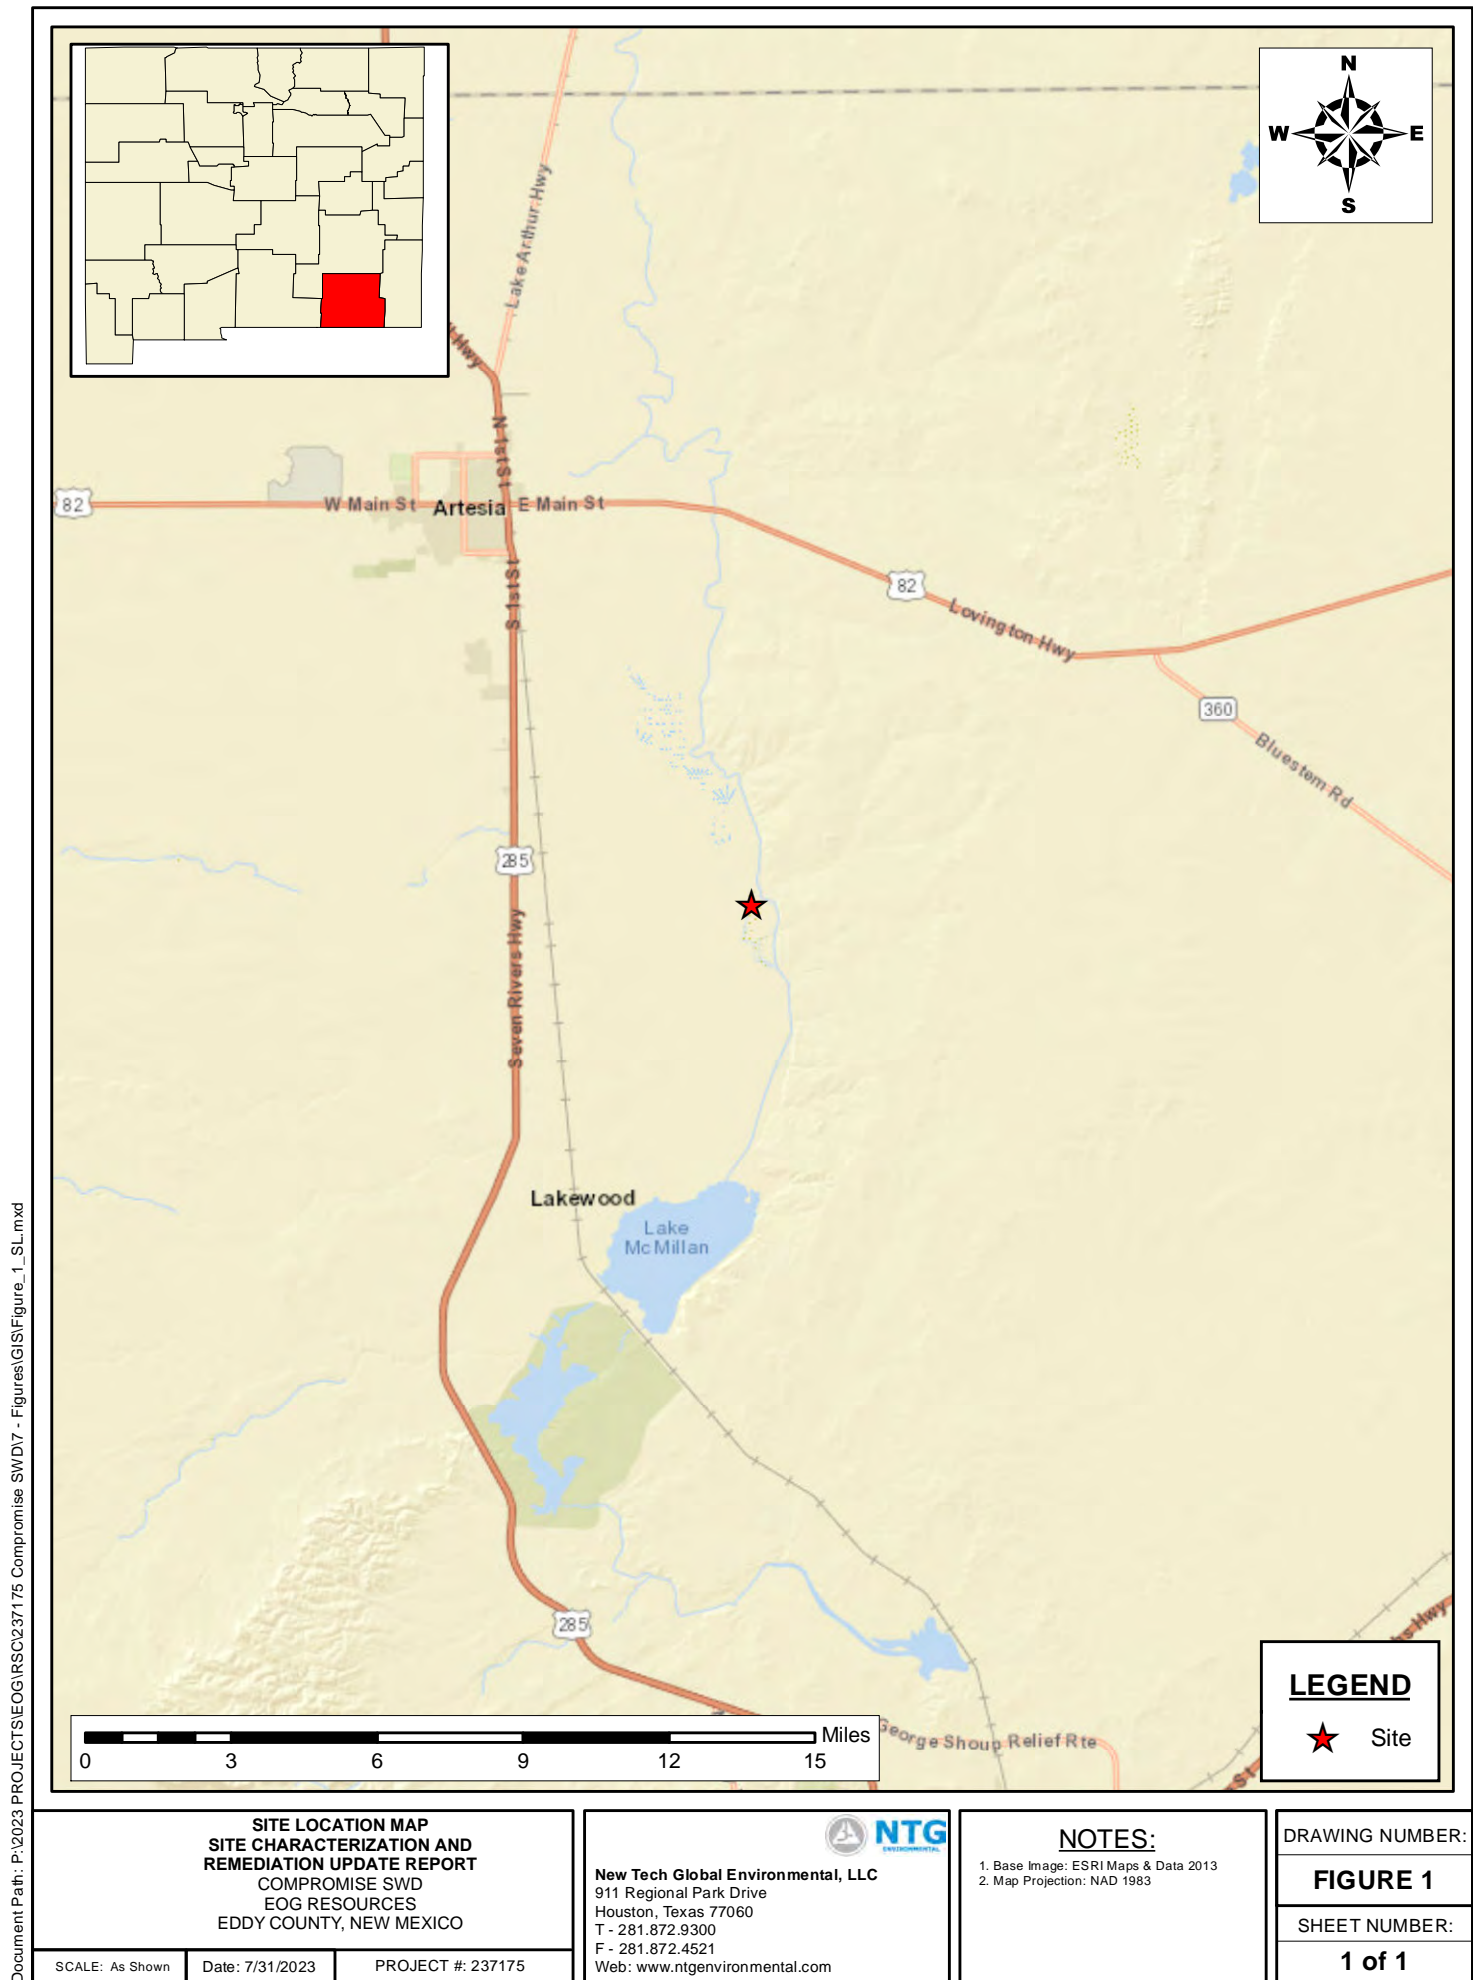 N
W
E
S
Lake Arthur Hwy
Hwy
N 1st St
82
W Main St
Artesia
E Main St
S 1st St
82
Lovington Hwy
360
Bluestem Rd
285
Seven Rivers Hwy
Lakewood
Lake
McMillan
285
George Shoup Relief Rte
Hwy
St
LEGEND
Site
Miles
0 3 6 9 12 15
Document Path: P:\2023 PROJECTS\EOG\RSC\237175 Compromise SWD\7 - Figures\GIS\Figure_1_SL.mxd
SITE LOCATION MAP
SITE CHARACTERIZATION AND
REMEDIATION UPDATE REPORT
COMPROMISE SWD
EOG RESOURCES
EDDY COUNTY, NEW MEXICO
SCALE: As Shown
Date: 7/31/2023
PROJECT #: 237175
NTG
ENVIRONMENTAL
New Tech Global Environmental, LLC
911 Regional Park Drive
Houston, Texas 77060
T - 281.872.9300
F - 281.872.4521
Web: www.ntgenvironmental.com
NOTES:
1. Base Image: ESRI Maps & Data 2013
2. Map Projection: NAD 1983
DRAWING NUMBER:
FIGURE 1
SHEET NUMBER:
1 of 1